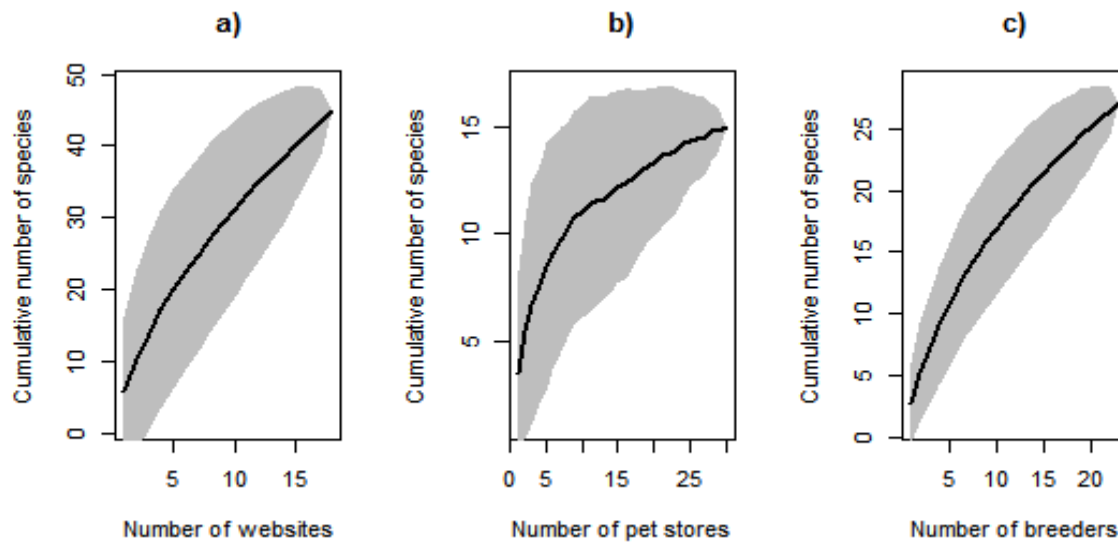 a)
b)
c)
Cumulative number of species
50
40
30
20
10
0
5 10 15
Number of websites
Cumulative number of species
15
10
5
0 5 15 25
Number of pet stores
Cumulative number of species
25
20
15
10
5
0
5 10 15 20
Number of breeders